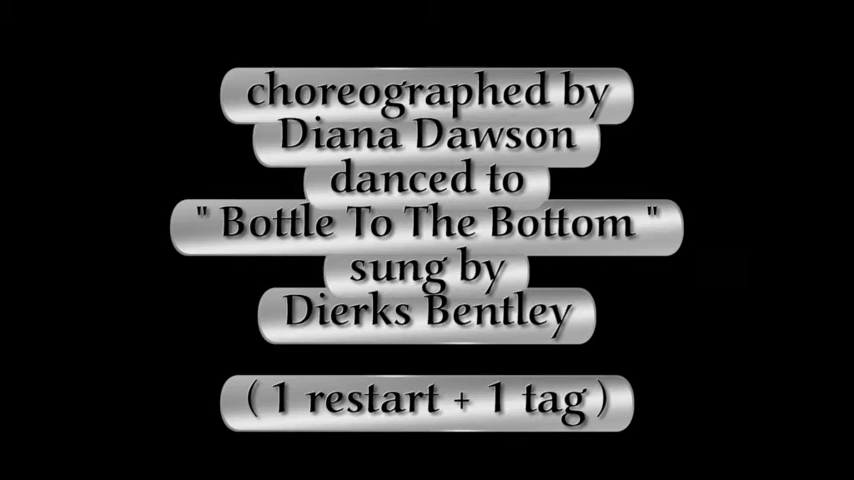 choreographed by
Diana Dawson
danced to
" Bottle To The Bottom "
sung by
Dierks Bentley
( 1 restart + 1 tag )